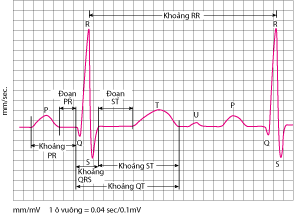 Khoảng RR
R
R
Đoạn
PR
Đoạn
ST
P
T
U
P
mm/sec.
Q
S
Q
S
Khoảng
PR
Khoảng ST
Khoảng
QRS
Khoảng QT
mm/mV 1 ô vuông = 0.04 sec/0.1mV